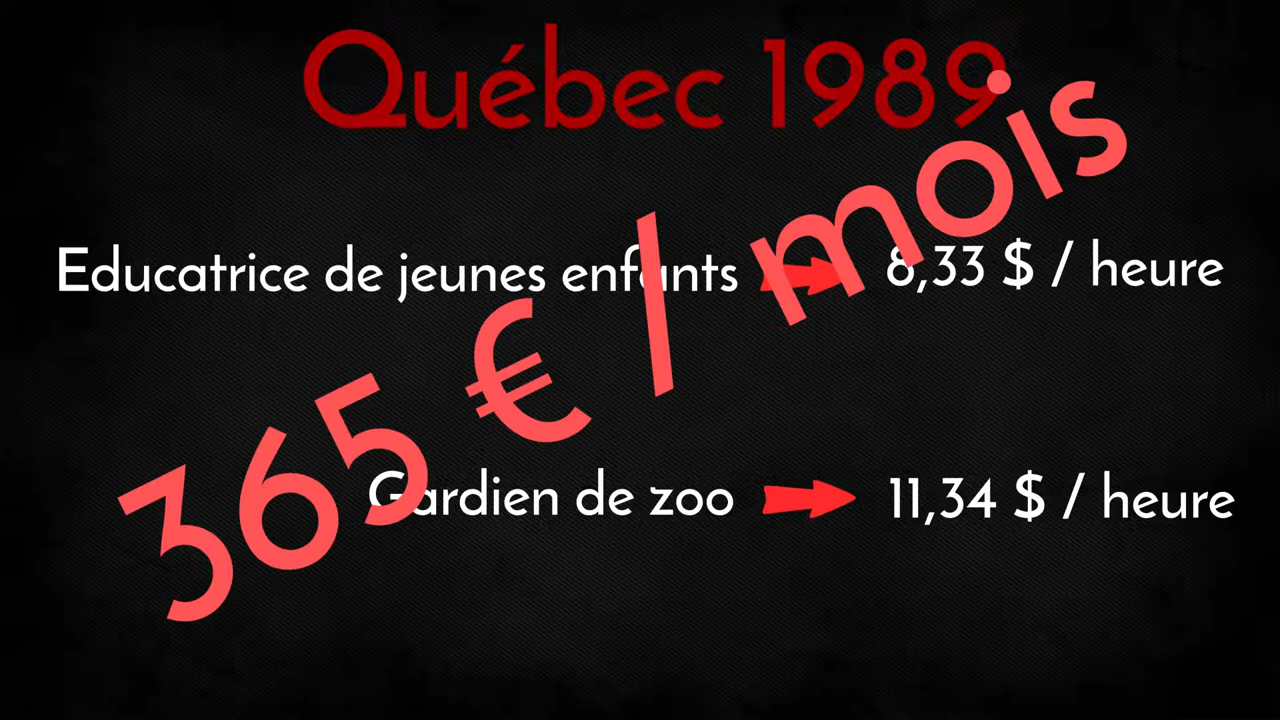 Québec 1989
365 € / mois
Educatrice de jeunes enfants 8,33 $ / heure
Gardien de zoo 11,34 $ / heure